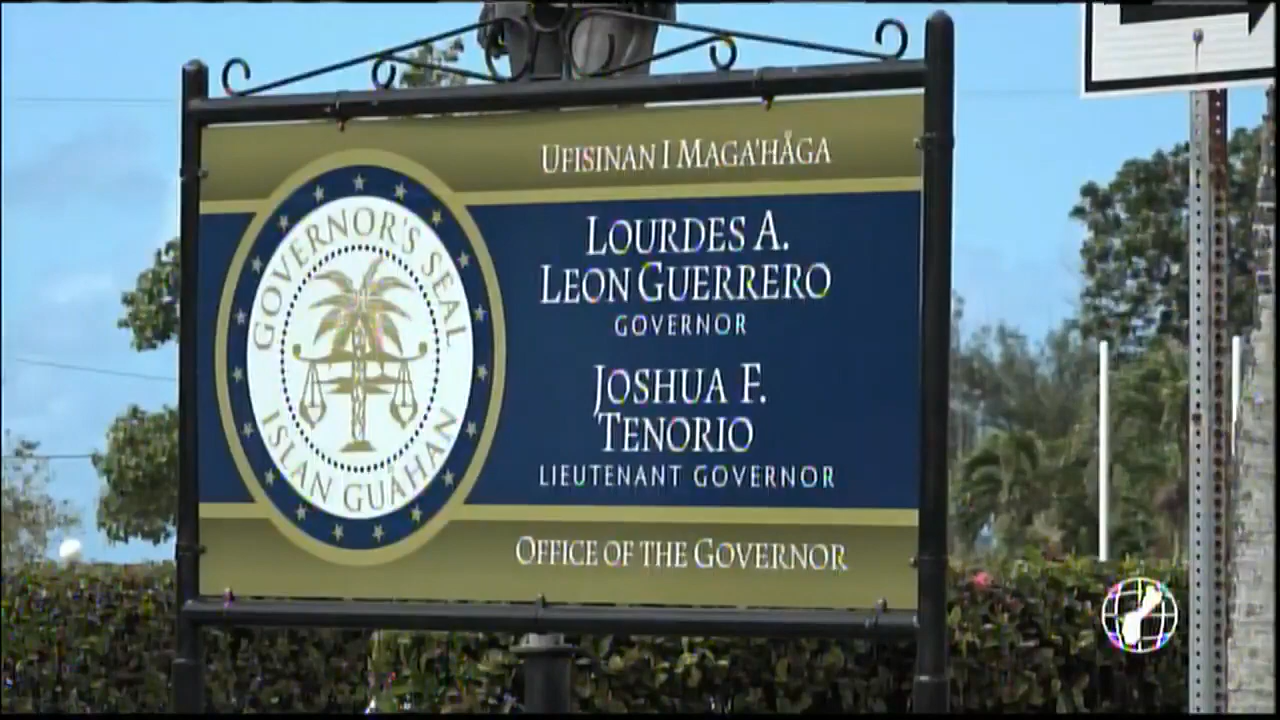 UFISINAN I MAGA'HÅGA
GOVERNOR'S SEAL
ISLAN GUÅHAN
LOURDES A.
LEON GUERRERO
GOVERNOR
JOSHUA F.
TENORIO
LIEUTENANT GOVERNOR
OFFICE OF THE GOVERNOR